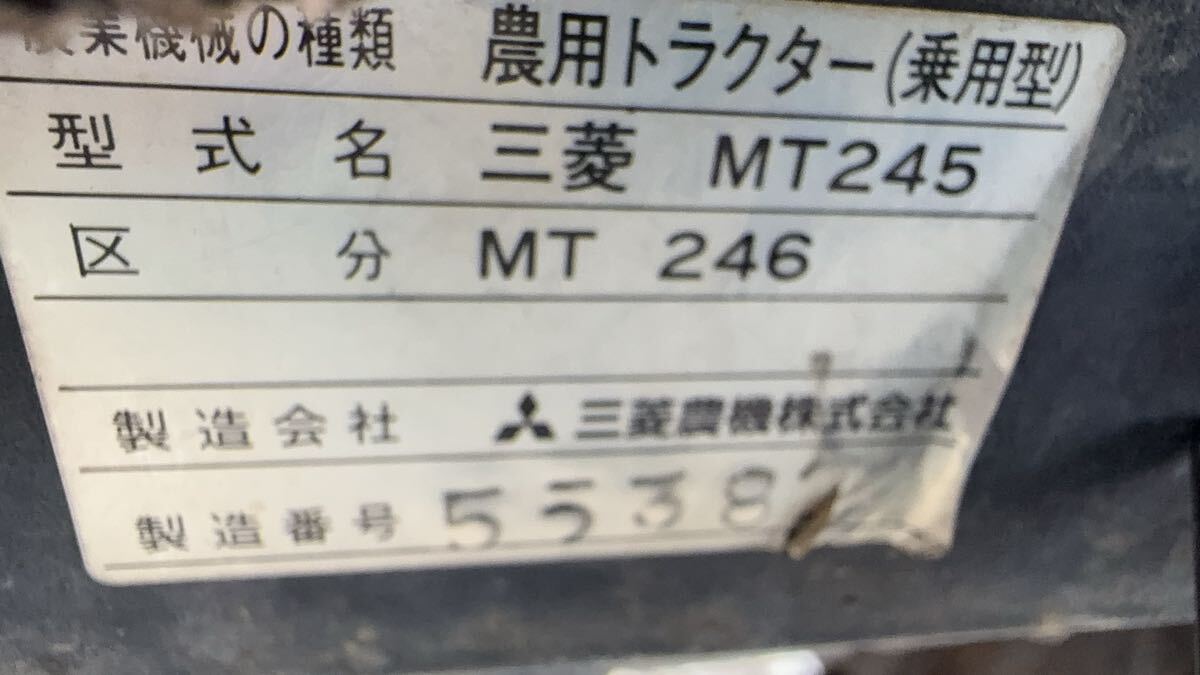 農業機械の種類 農用トラクター(乗用型)
型式名 三菱 MT245
区分 MT 246
製造会社 三菱農機株式会社
製造番号 5538